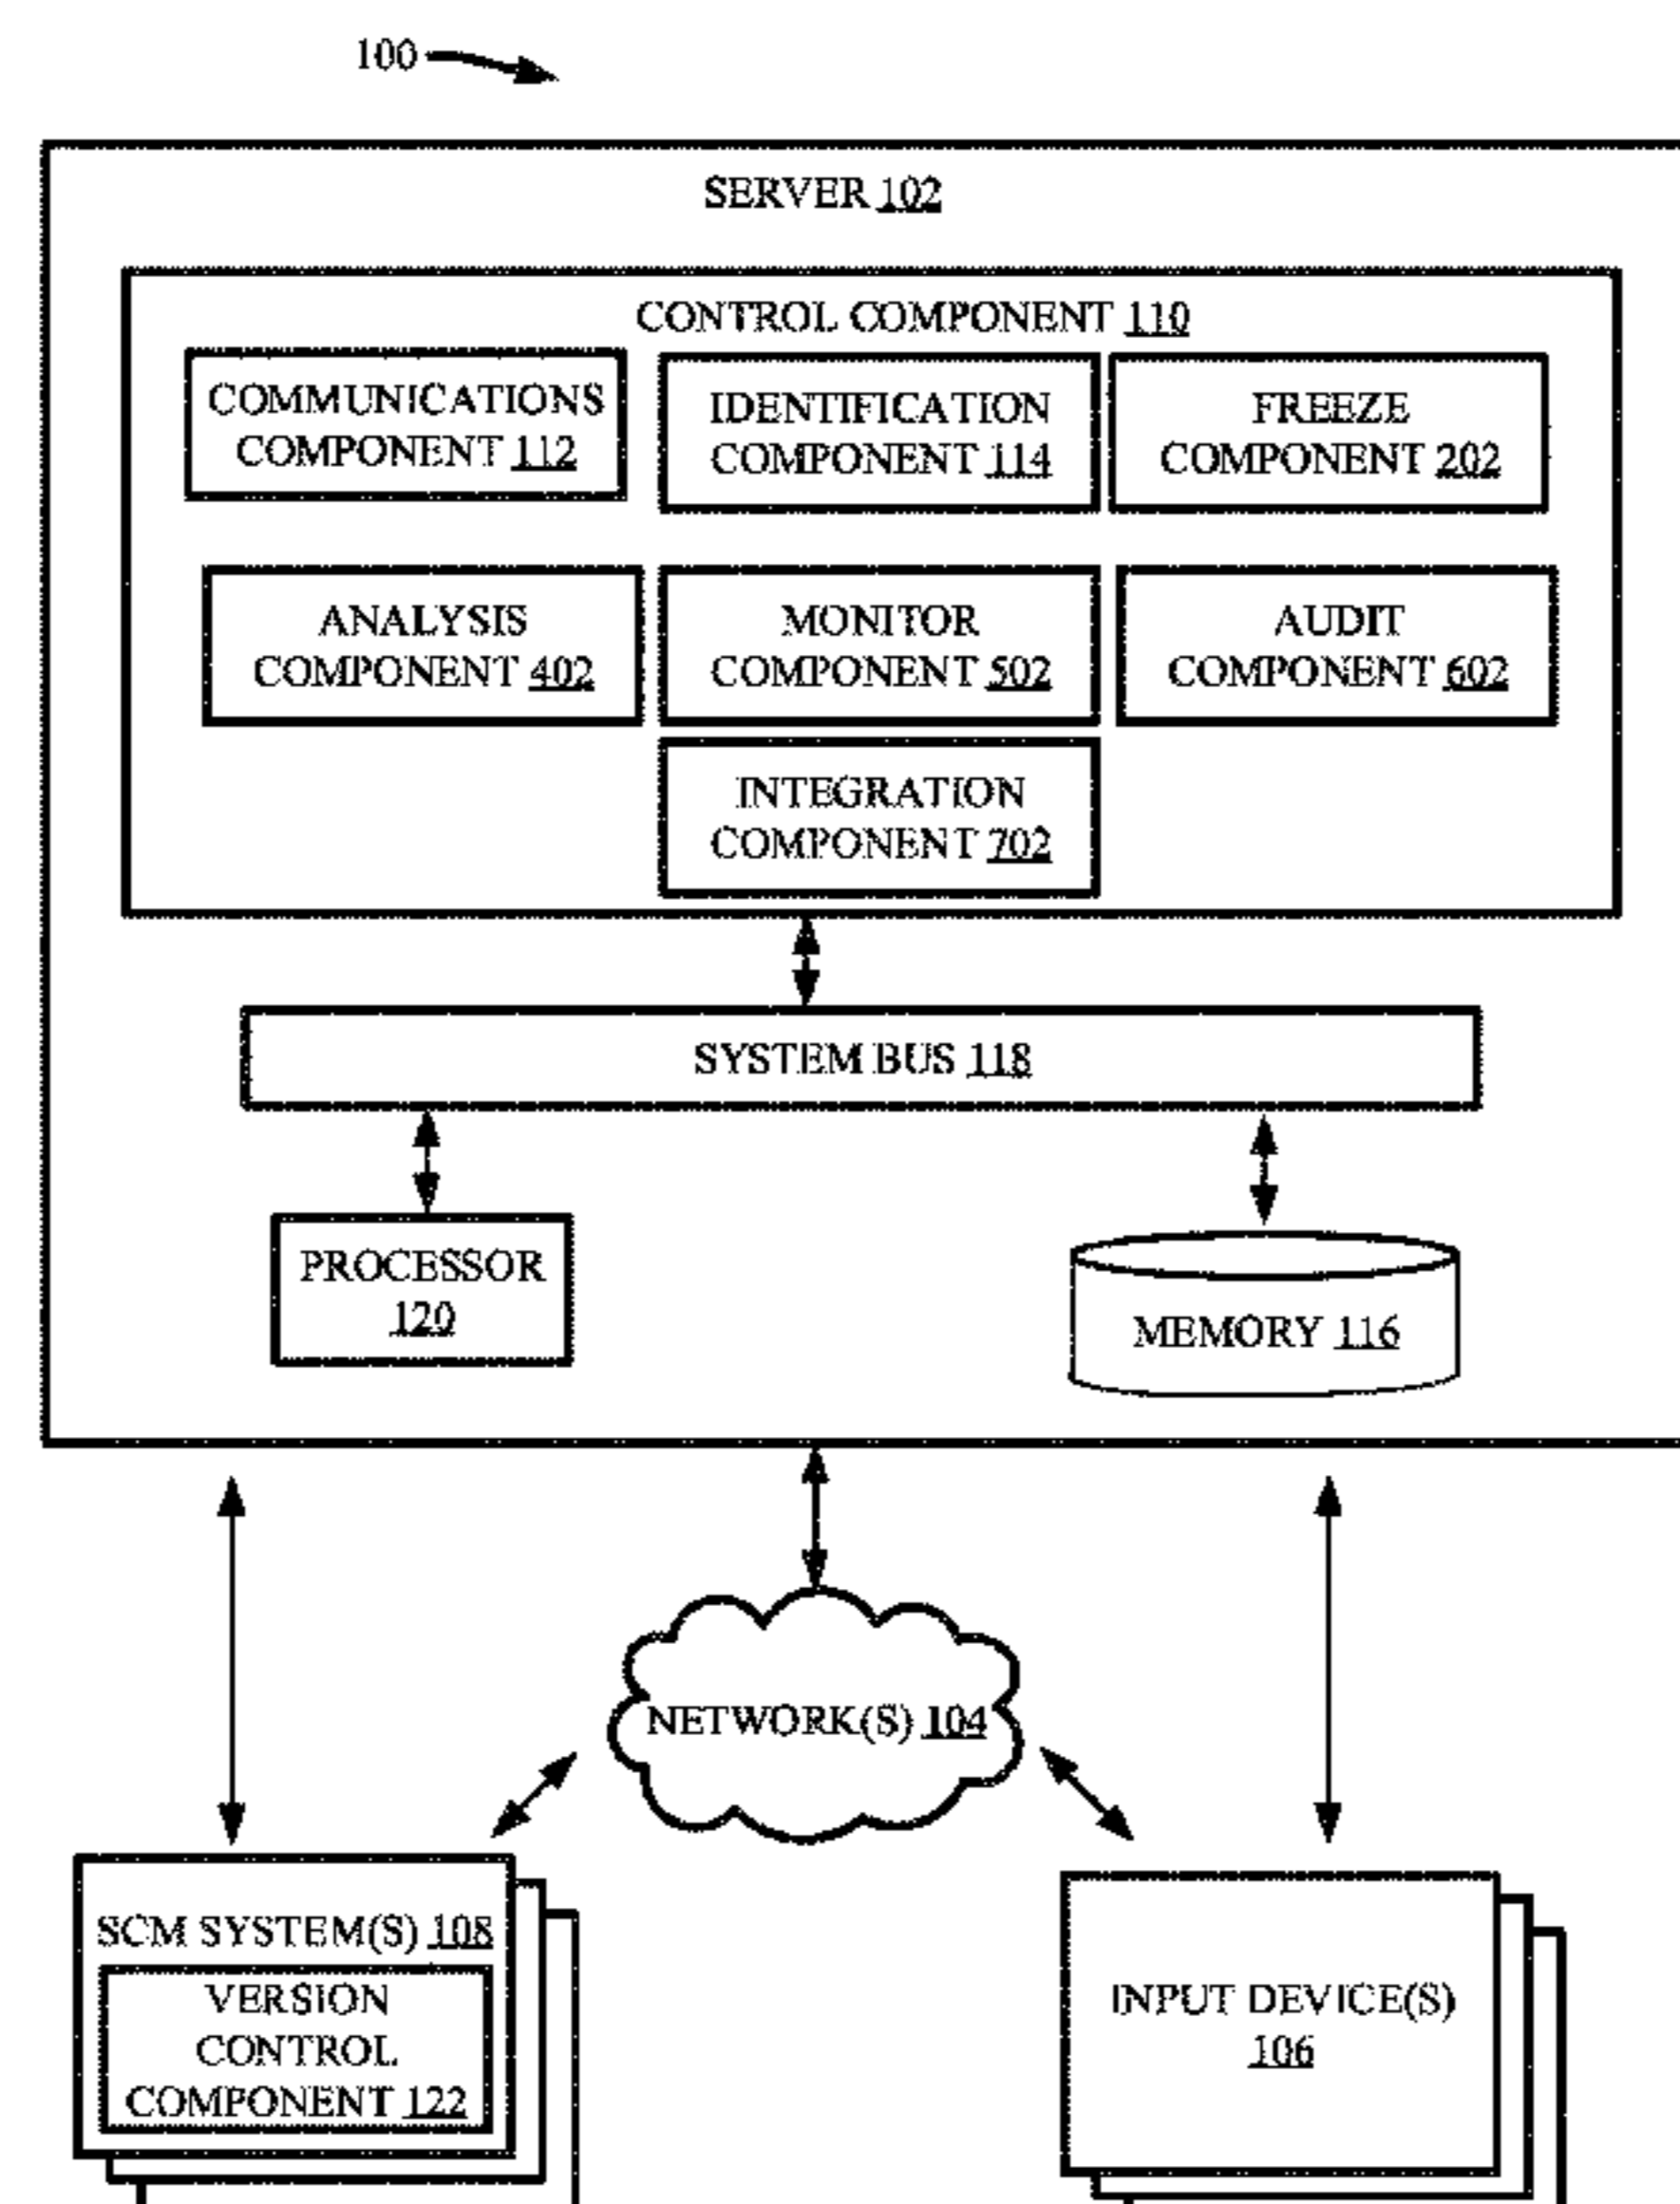 100
SERVER 102
CONTROL COMPONENT 110
COMMUNICATIONS
COMPONENT 112
IDENTIFICATION
COMPONENT 114
FREEZE
COMPONENT 202
ANALYSIS
COMPONENT 402
MONITOR
COMPONENT 502
AUDIT
COMPONENT 602
INTEGRATION
COMPONENT 702
SYSTEM BUS 118
PROCESSOR
120
MEMORY 116
NETWORK(S) 104
SCM SYSTEM(S) 108
VERSION
CONTROL
COMPONENT 122
INPUT DEVICE(S)
106